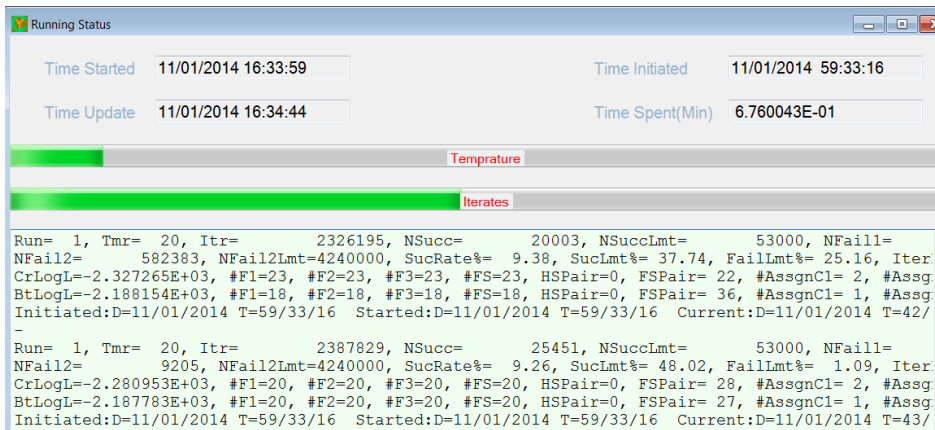 Running Status
Time Started 11/01/2014 16:33:59 Time Initiated 11/01/2014 59:33:16
Time Update 11/01/2014 16:34:44 Time Spent(Min) 6.760043E-01
Temprature
Iterates
Run= 1, Tmr= 20, Itr= 2326195, NSucc= 20003, NSuccLmt= 53000, NFail1=
NFail2= 582383, NFail2Lmt=4240000, SucRate%= 9.38, SucLmt%= 37.74, FailLmt%= 25.16, Iter
CrLogL=-2.327265E+03, #F1=23, #F2=23, #F3=23, #FS=23, HSPair=0, FSPair= 22, #AssgnC1= 2, #Assg
BtLogL=-2.188154E+03, #F1=18, #F2=18, #F3=18, #FS=18, HSPair=0, FSPair= 36, #AssgnC1= 1, #Assg
Initiated:D=11/01/2014 T=59/33/16 Started:D=11/01/2014 T=59/33/16 Current:D=11/01/2014 T=42/
-
Run= 1, Tmr= 20, Itr= 2387829, NSucc= 25451, NSuccLmt= 53000, NFail1=
NFail2= 9205, NFail2Lmt=4240000, SucRate%= 9.26, SucLmt%= 48.02, FailLmt%= 1.09, Iter
CrLogL=-2.280953E+03, #F1=20, #F2=20, #F3=20, #FS=20, HSPair=0, FSPair= 28, #AssgnC1= 2, #Assg
BtLogL=-2.187783E+03, #F1=20, #F2=20, #F3=20, #FS=20, HSPair=0, FSPair= 27, #AssgnC1= 1, #Assg
Initiated:D=11/01/2014 T=59/33/16 Started:D=11/01/2014 T=59/33/16 Current:D=11/01/2014 T=43/